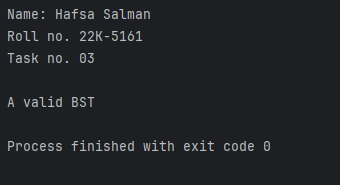 Name: Hafsa Salman
Roll no. 22K-5161
Task no. 03
A valid BST
Process finished with exit code 0